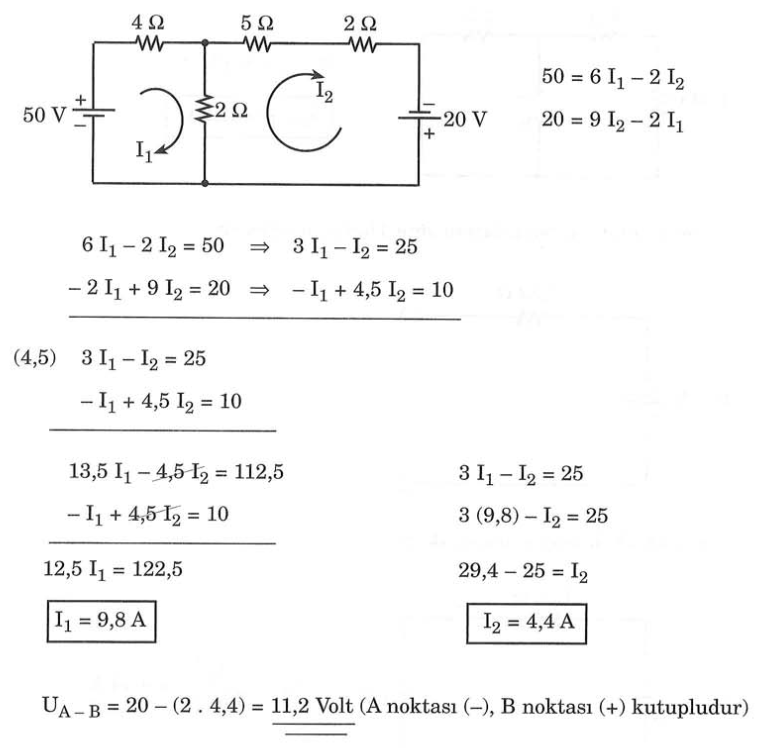 4 Ω 5 Ω 2 Ω
50 V + − 2 Ω I₁ I₂ − + 20 V
50 = 6 I₁ − 2 I₂
20 = 9 I₂ − 2 I₁
6 I₁ − 2 I₂ = 50 ⇒ 3 I₁ − I₂ = 25
− 2 I₁ + 9 I₂ = 20 ⇒ − I₁ + 4,5 I₂ = 10
(4,5) 3 I₁ − I₂ = 25
− I₁ + 4,5 I₂ = 10
13,5 I₁ − 4,5 I₂ = 112,5
− I₁ + 4,5 I₂ = 10
12,5 I₁ = 122,5
I₁ = 9,8 A
3 I₁ − I₂ = 25
3 (9,8) − I₂ = 25
29,4 − 25 = I₂
I₂ = 4,4 A
U_A − B = 20 − (2 . 4,4) = 11,2 Volt (A noktası (−), B noktası (+) kutupludur)